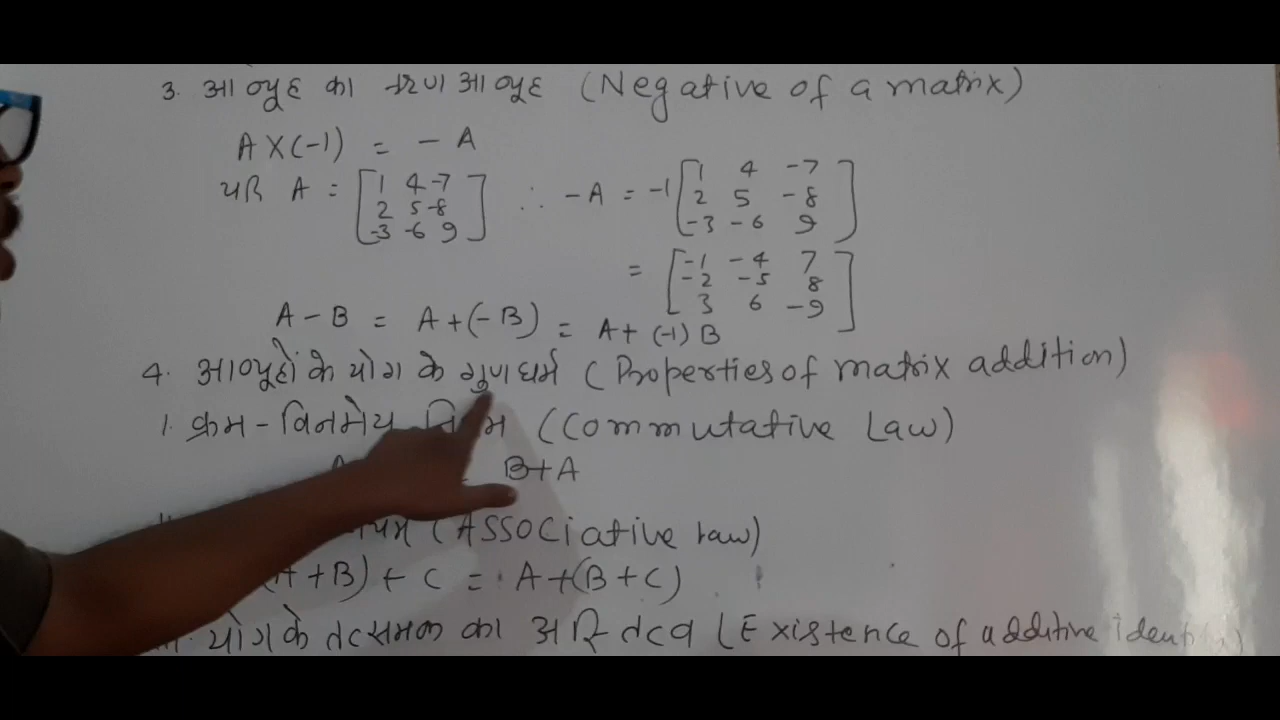 3. आव्यूह का ऋण आव्यूह (Negative of a matrix)
A X (-1) = - A
यदि A = [1 4 -7 ∴ -A = -1 [1 4 -7
2 5 -8 2 5 -8
-3 -6 9] -3 -6 9]
= [-1 -4 7
-2 -5 8
3 6 -9]
A - B = A + (- B) = A + (-1) B
4. आव्यूहों के योग के गुणधर्म (Properties of matrix addition)
1. क्रम - विनिमेय (Commutative Law)
B+A
(Associative law)
A + B) + C = A + (B + C)
योग के तत्समक का अस्तित्व (Existence of additive